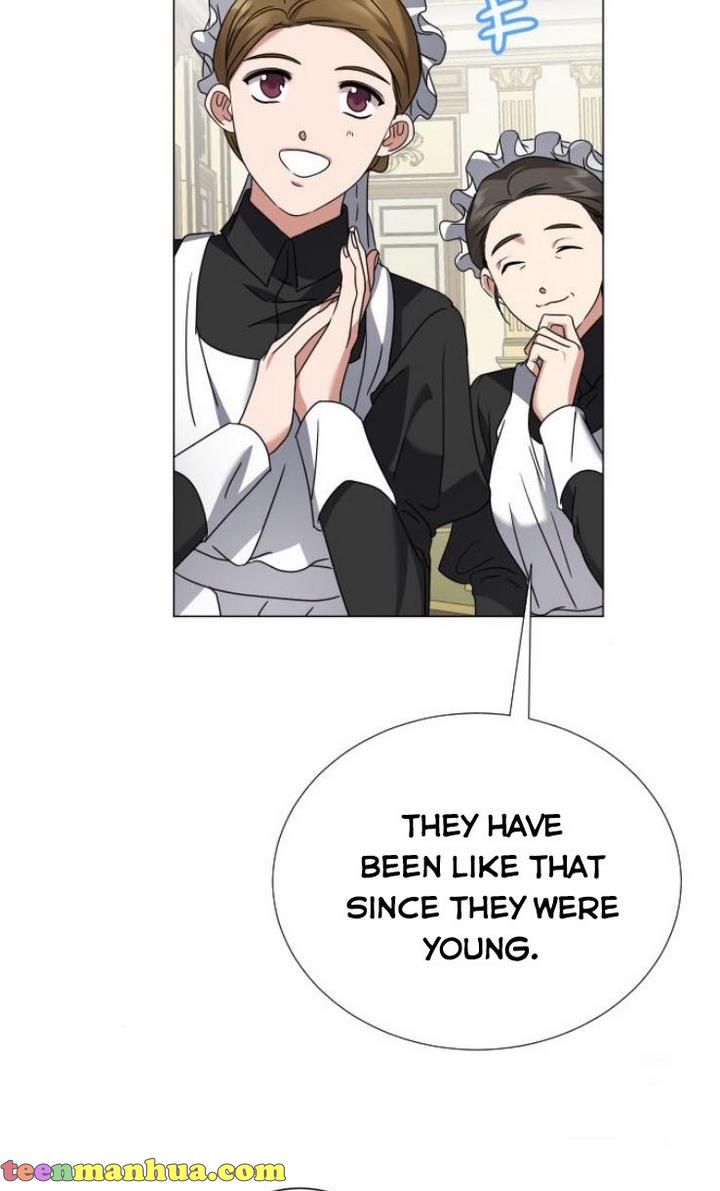 THEY HAVE
BEEN LIKE THAT
SINCE THEY WERE
YOUNG.
teenmanhua.com